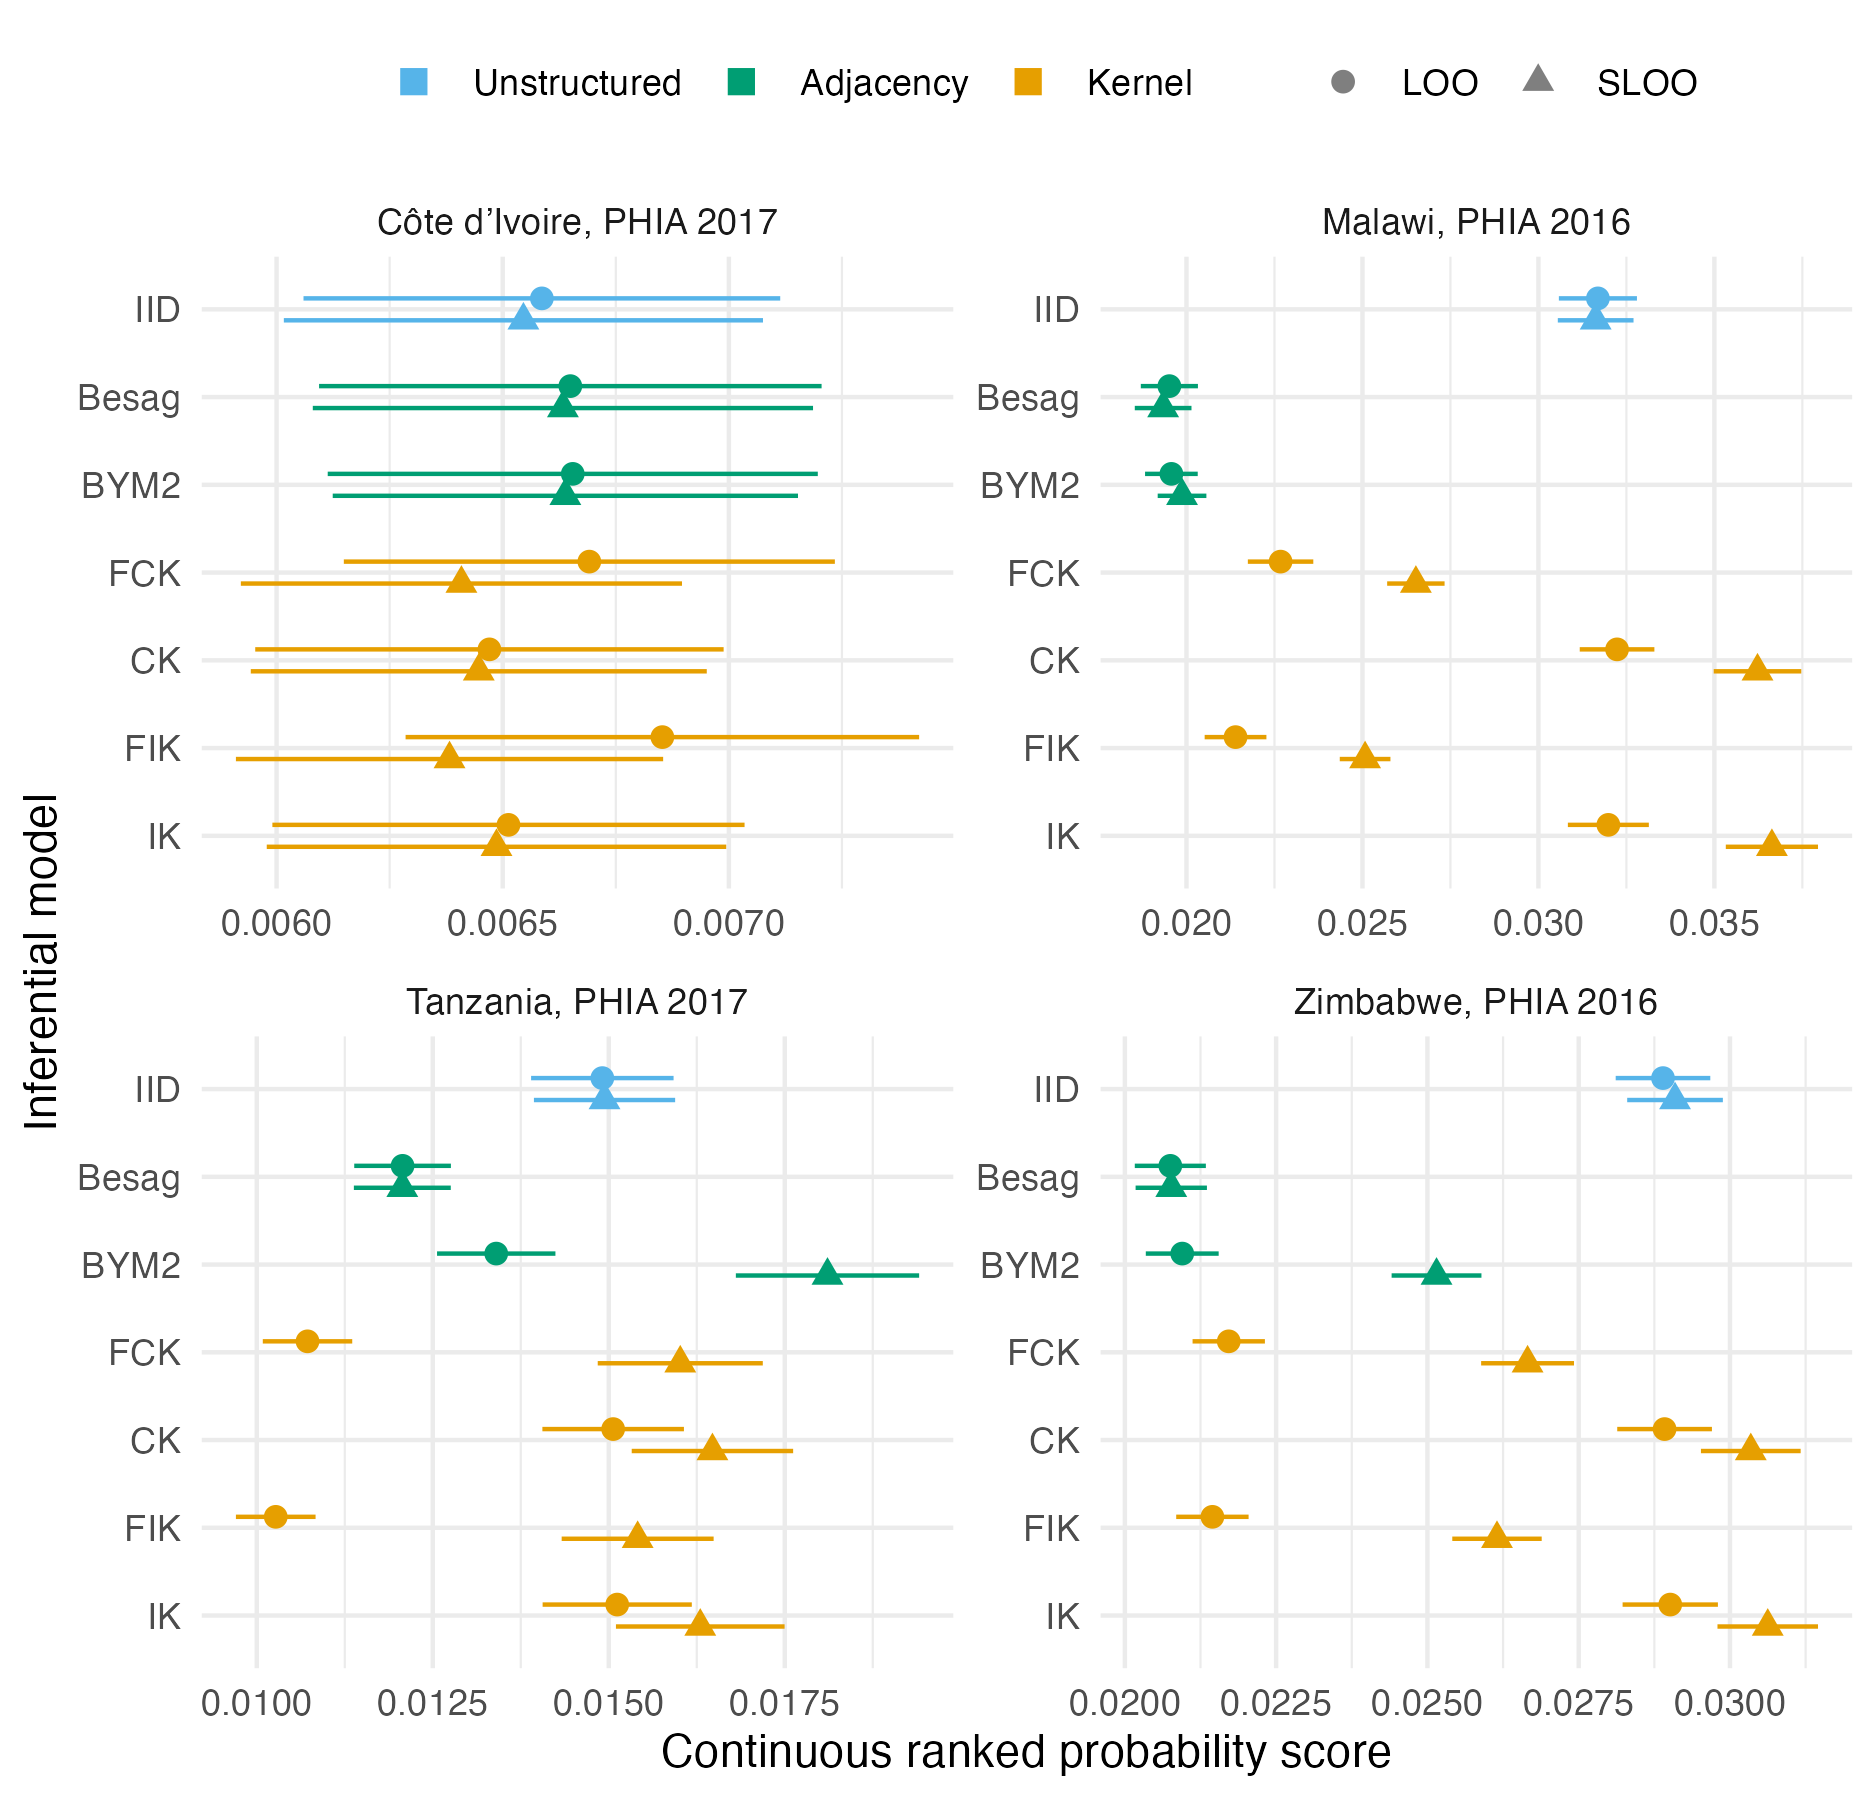 Unstructured Adjacency Kernel LOO SLOO
Côte d’Ivoire, PHIA 2017
IID
Besag
BYM2
FCK
CK
FIK
IK
0.0060 0.0065 0.0070
Malawi, PHIA 2016
IID
Besag
BYM2
FCK
CK
FIK
IK
0.020 0.025 0.030 0.035
Inferential model
Tanzania, PHIA 2017
IID
Besag
BYM2
FCK
CK
FIK
IK
0.0100 0.0125 0.0150 0.0175
Zimbabwe, PHIA 2016
IID
Besag
BYM2
FCK
CK
FIK
IK
0.0200 0.0225 0.0250 0.0275 0.0300
Continuous ranked probability score